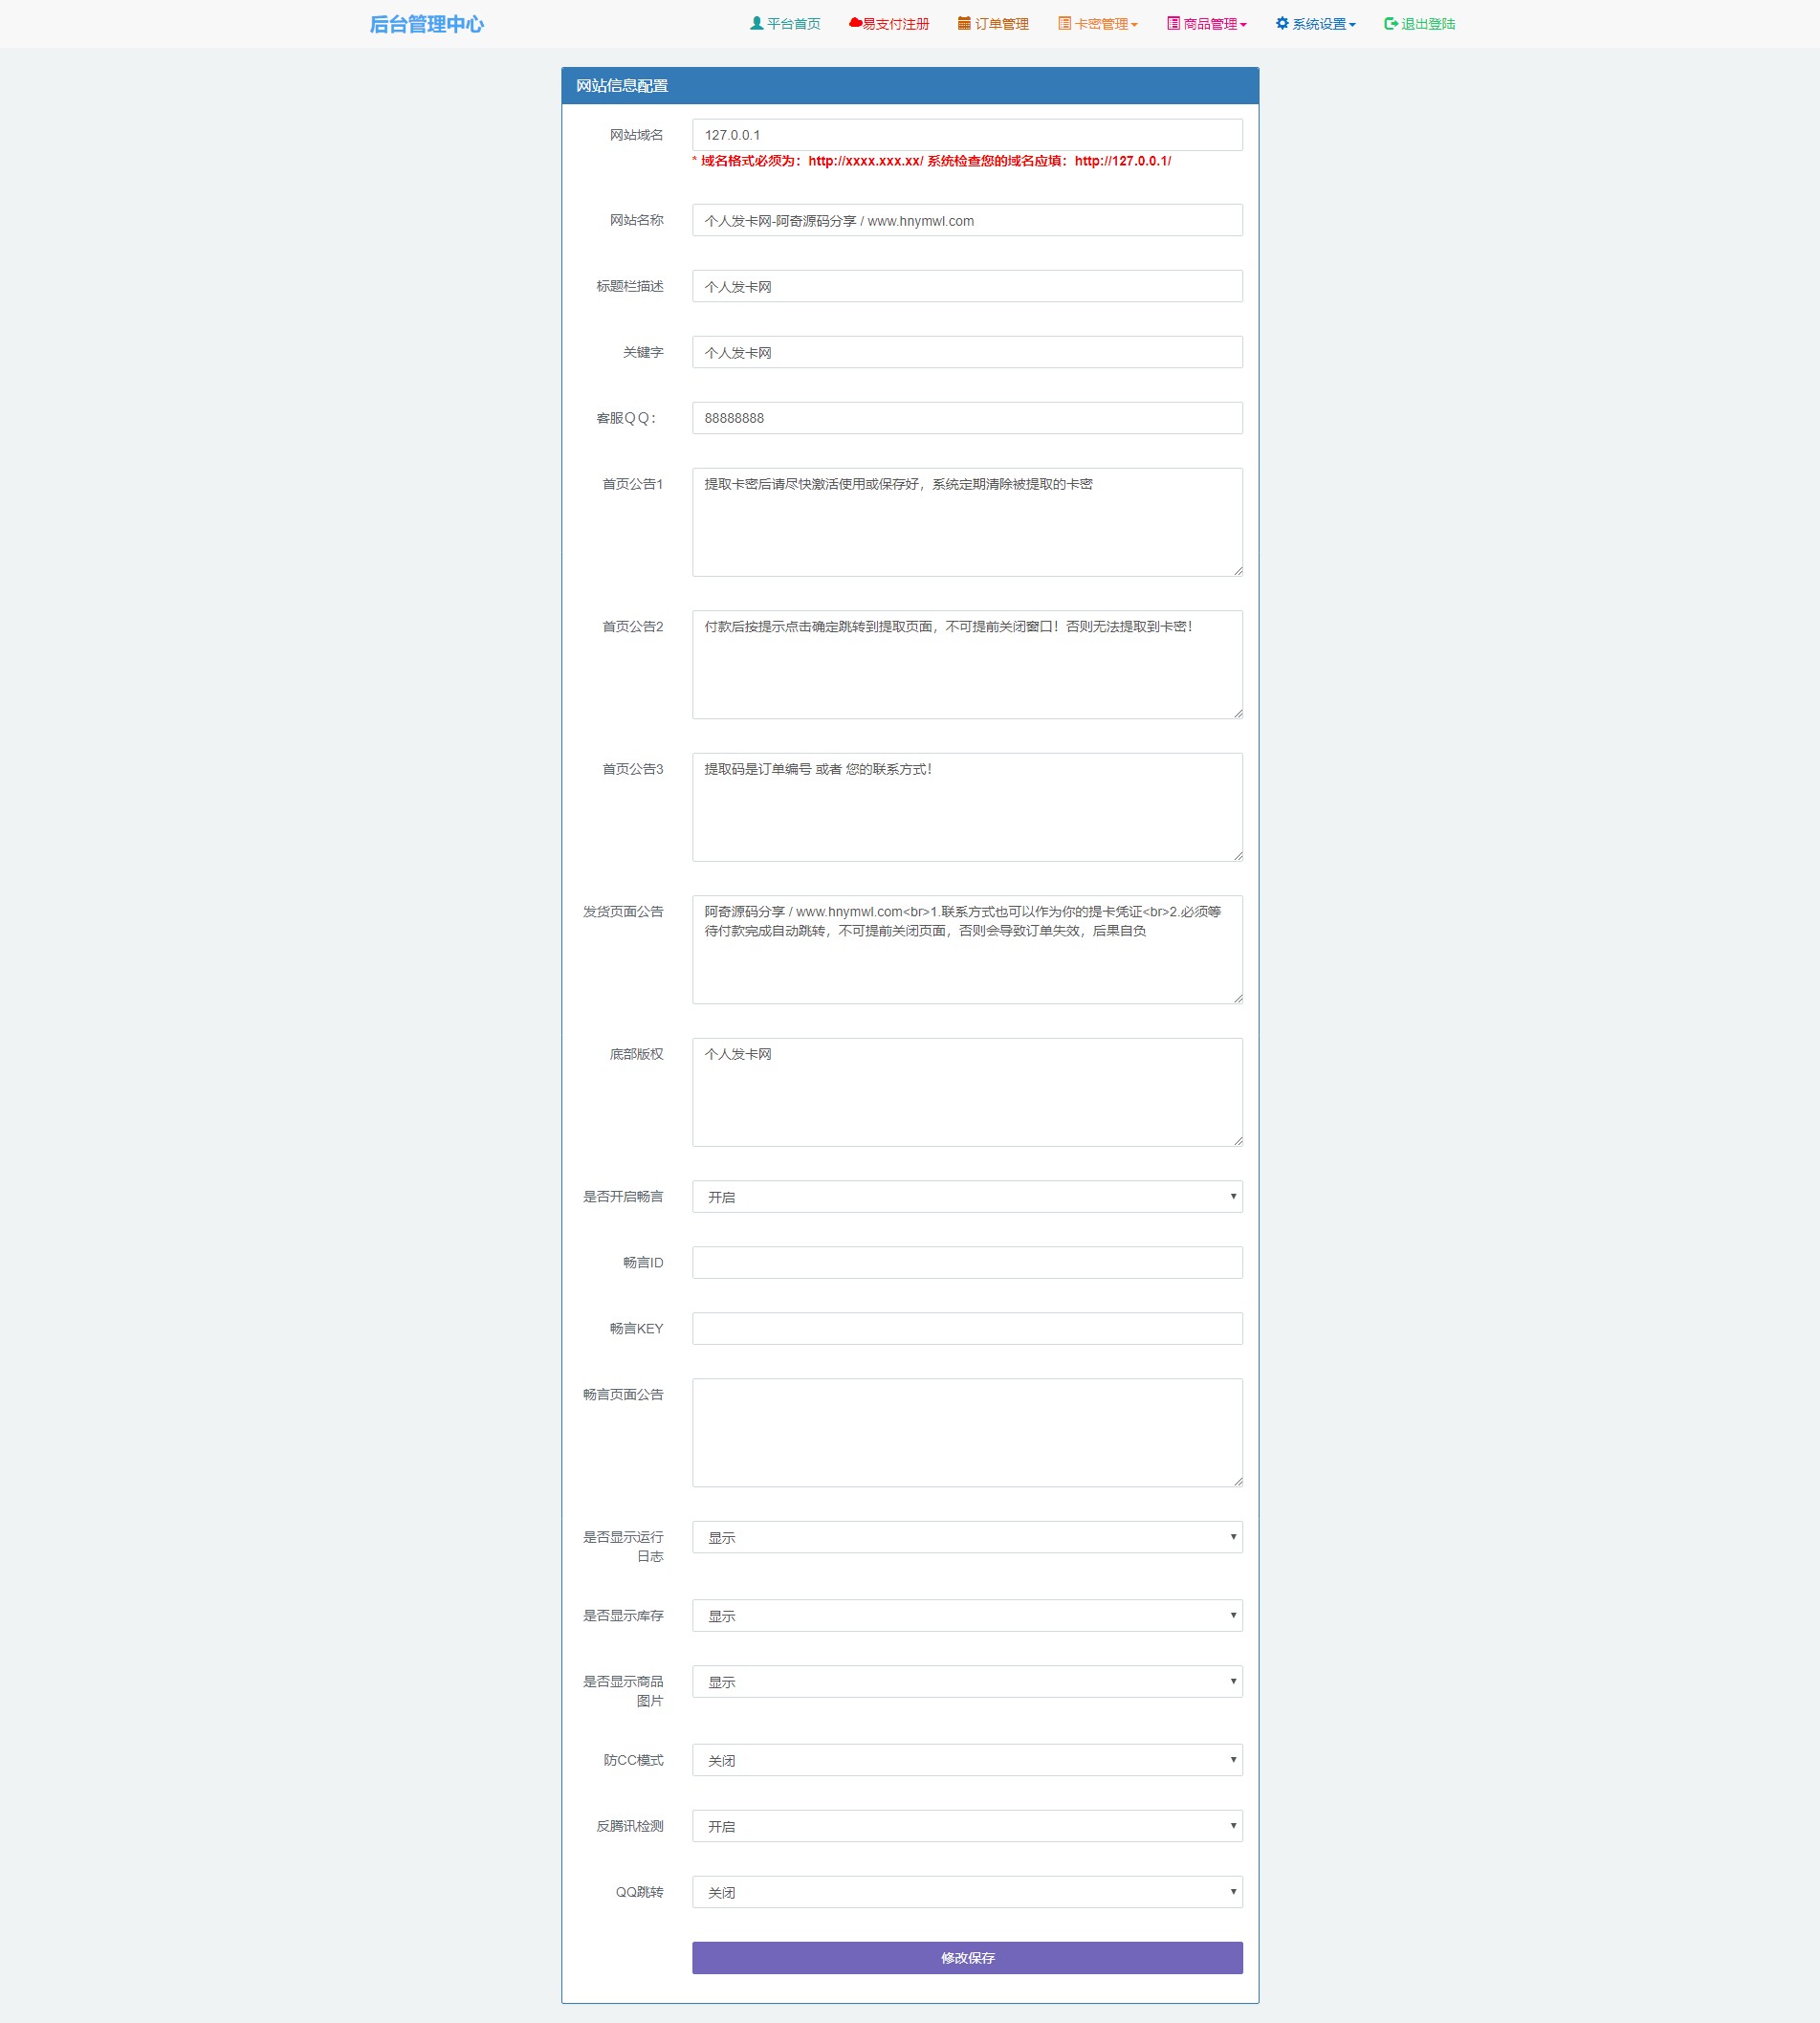 后台管理中心
平台首页 易支付注册 订单管理 卡密管理 商品管理 系统设置 退出登陆
网站信息配置
网站域名 127.0.0.1
* 域名格式必须为：http://xxxx.xxx.xx/ 系统检查您的域名应填：http://127.0.0.1/
网站名称 个人发卡网-阿奇源码分享 / www.hnymwl.com
标题栏描述 个人发卡网
关键字 个人发卡网
客服ＱＱ： 88888888
首页公告1 提取卡密后请尽快激活使用或保存好，系统定期清除被提取的卡密
首页公告2 付款后按提示点击确定跳转到提取页面，不可提前关闭窗口！否则无法提取到卡密！
首页公告3 提取码是订单编号 或者 您的联系方式！
发货页面公告 阿奇源码分享 / www.hnymwl.com<br>1.联系方式也可以作为你的提卡凭证<br>2.必须等
待付款完成自动跳转，不可提前关闭页面，否则会导致订单失效，后果自负
底部版权 个人发卡网
是否开启畅言 开启
畅言ID
畅言KEY
畅言页面公告
是否显示运行 显示
日志
是否显示库存 显示
是否显示商品 显示
图片
防CC模式 关闭
反腾讯检测 开启
QQ跳转 关闭
修改保存